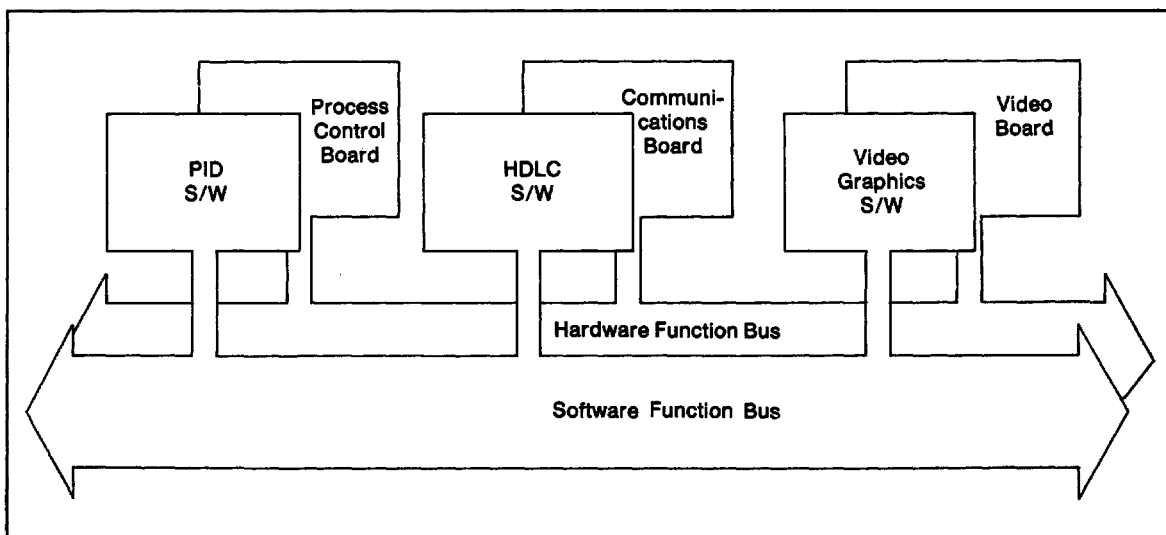 Process
Control
Board
PID
S/W
Communi-
cations
Board
HDLC
S/W
Video
Board
Video
Graphics
S/W
Hardware Function Bus
Software Function Bus